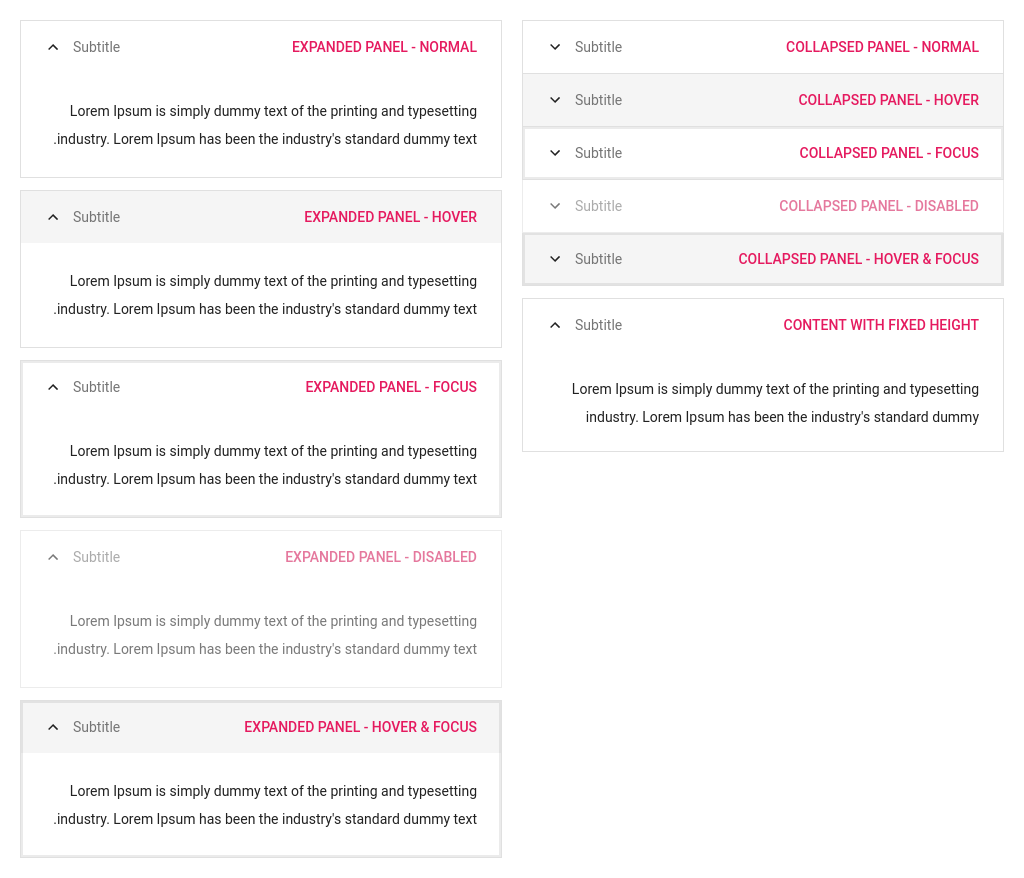 Subtitle EXPANDED PANEL - NORMAL
Lorem Ipsum is simply dummy text of the printing and typesetting
.industry. Lorem Ipsum has been the industry's standard dummy text
Subtitle EXPANDED PANEL - HOVER
Lorem Ipsum is simply dummy text of the printing and typesetting
.industry. Lorem Ipsum has been the industry's standard dummy text
Subtitle EXPANDED PANEL - FOCUS
Lorem Ipsum is simply dummy text of the printing and typesetting
.industry. Lorem Ipsum has been the industry's standard dummy text
Subtitle EXPANDED PANEL - DISABLED
Lorem Ipsum is simply dummy text of the printing and typesetting
.industry. Lorem Ipsum has been the industry's standard dummy text
Subtitle EXPANDED PANEL - HOVER & FOCUS
Lorem Ipsum is simply dummy text of the printing and typesetting
.industry. Lorem Ipsum has been the industry's standard dummy text
Subtitle COLLAPSED PANEL - NORMAL
Subtitle COLLAPSED PANEL - HOVER
Subtitle COLLAPSED PANEL - FOCUS
Subtitle COLLAPSED PANEL - DISABLED
Subtitle COLLAPSED PANEL - HOVER & FOCUS
Subtitle CONTENT WITH FIXED HEIGHT
Lorem Ipsum is simply dummy text of the printing and typesetting
industry. Lorem Ipsum has been the industry's standard dummy